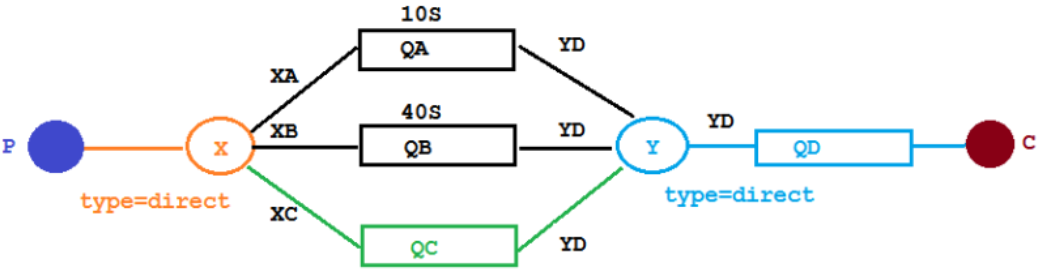 10S
QA
YD
XA
40S
P
X
XB
QB
YD
Y
YD
QD
C
type=direct
type=direct
XC
QC
YD